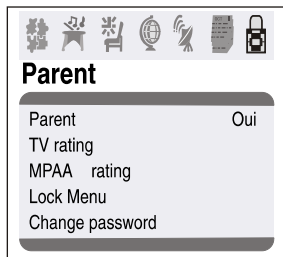 Parent
Parent Oui
TV rating
MPAA rating
Lock Menu
Change password